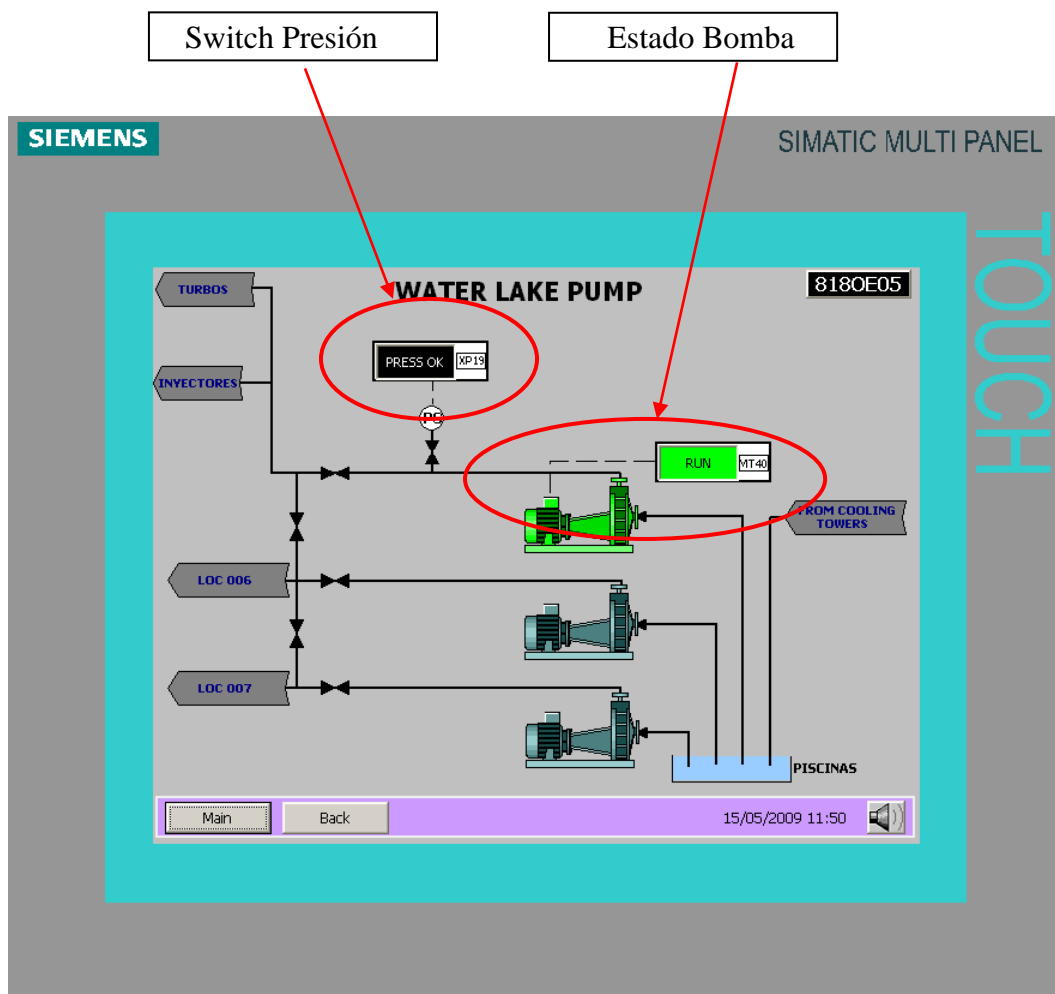 Switch Presión
Estado Bomba
SIEMENS
SIMATIC MULTI PANEL
TOUCH
TURBOS
WATER LAKE PUMP
818OE05
PRESS OK
XP19
INYECTORES
PS
RUN
MT40
FROM COOLING
TOWERS
LOC 006
LOC 007
PISCINAS
Main
Back
15/05/2009 11:50